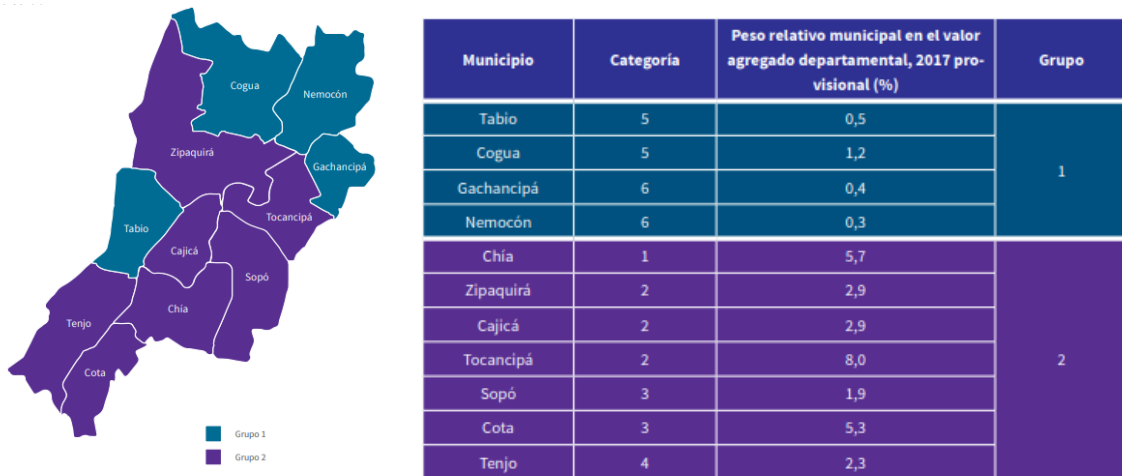 Cogua
Nemocón
Zipaquirá
Gachancipá
Tocancipá
Tabio
Cajicá
Sopó
Chía
Tenjo
Cota
Grupo 1
Grupo 2
Municipio Categoría Peso relativo municipal en el valor agregado departamental, 2017 pro-visional (%) Grupo
Tabio 5 0,5
Cogua 5 1,2
1
Gachancipá 6 0,4
Nemocón 6 0,3
Chía 1 5,7
Zipaquirá 2 2,9
Cajicá 2 2,9
Tocancipá 2 8,0 2
Sopó 3 1,9
Cota 3 5,3
Tenjo 4 2,3